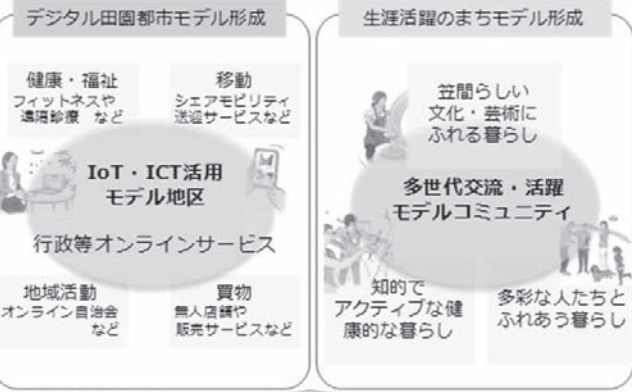 デジタル田園都市モデル形成
健康・福祉
フィットネスや
遠隔診療 など
移動
シェアモビリティ
送迎サービスなど
IoT・ICT活用
モデル地区
行政等オンラインサービス
地域活動
オンライン自治会
など
買物
無人店舗や
販売サービスなど
生涯活躍のまちモデル形成
笠間らしい
文化・芸術に
ふれる暮らし
多世代交流・活躍
モデルコミュニティ
知的で
アクティブな健
康的な暮らし
多彩な人たちと
ふれあう暮らし